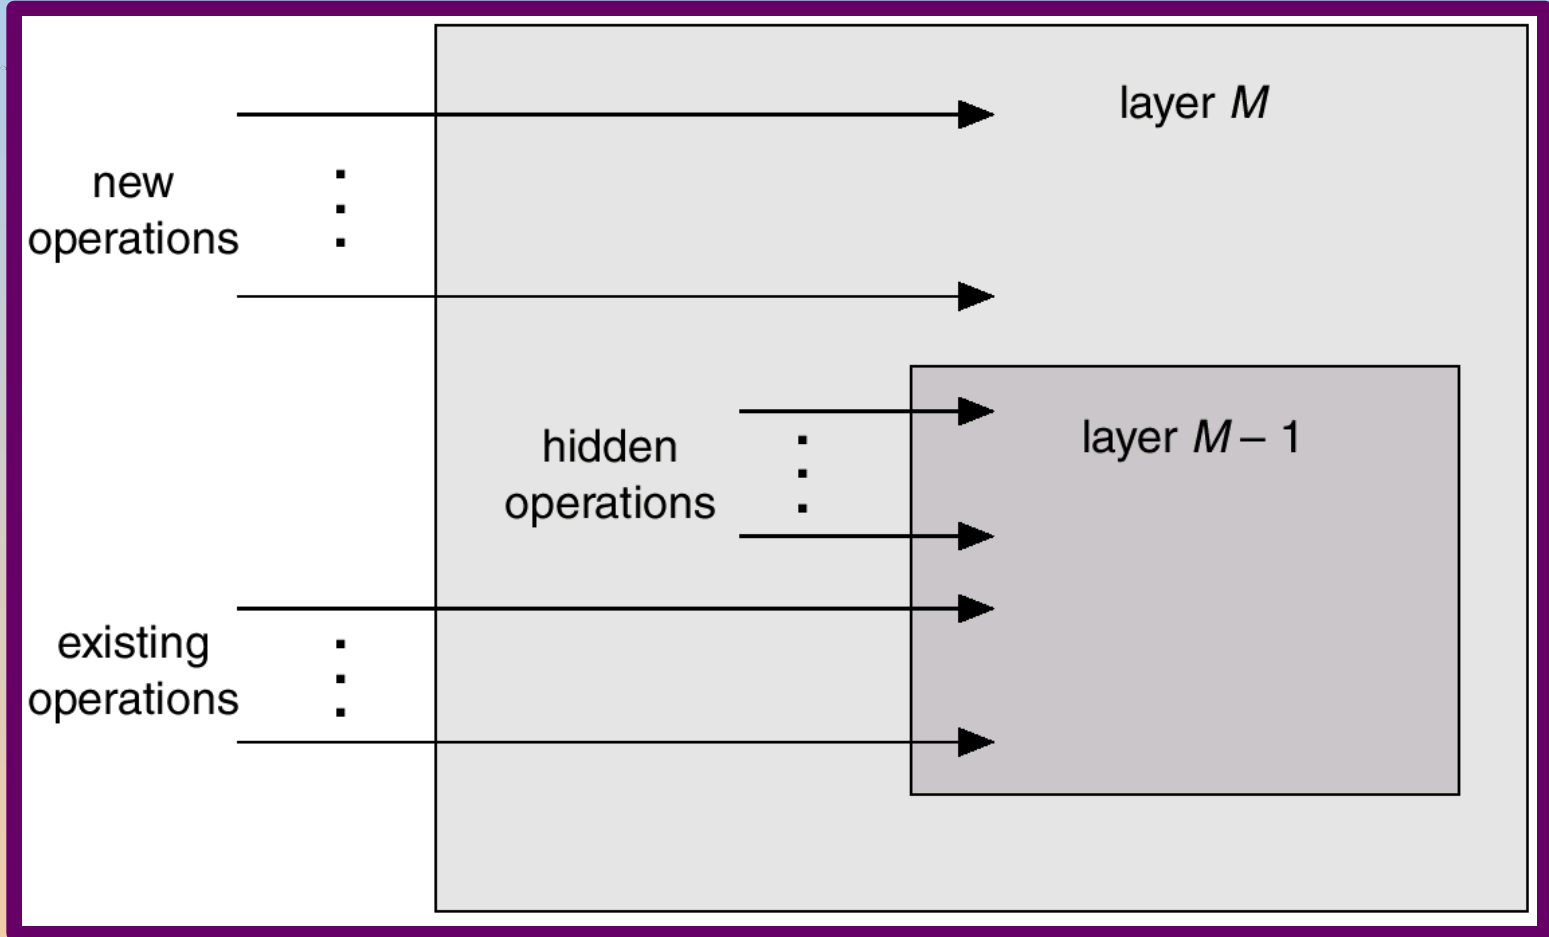 layer M
new
operations
hidden
operations
layer M – 1
existing
operations